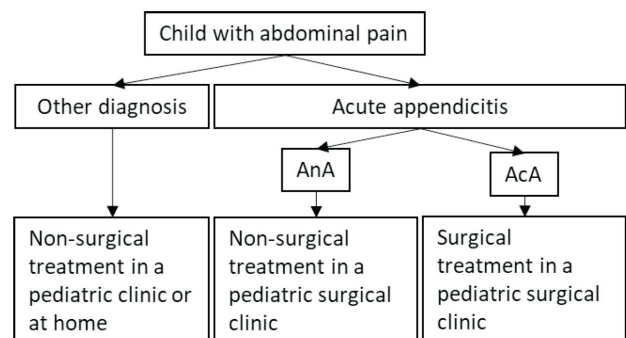 Child with abdominal pain
Other diagnosis
Acute appendicitis
AnA
AcA
Non-surgical
treatment in a
pediatric clinic or
at home
Non-surgical
treatment in a
pediatric surgical
clinic
Surgical
treatment in a
pediatric surgical
clinic